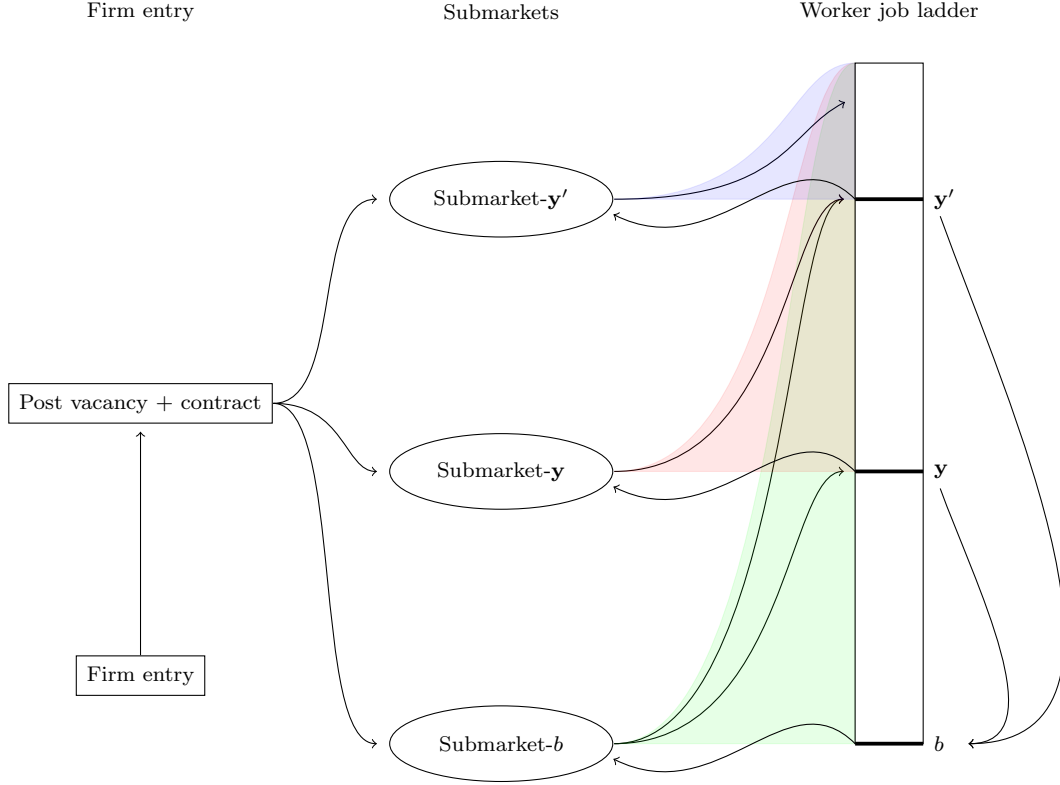 Firm entry
Submarkets
Worker job ladder
Submarket-y′
y′
Post vacancy + contract
Submarket-y
y
Firm entry
Submarket-b
b